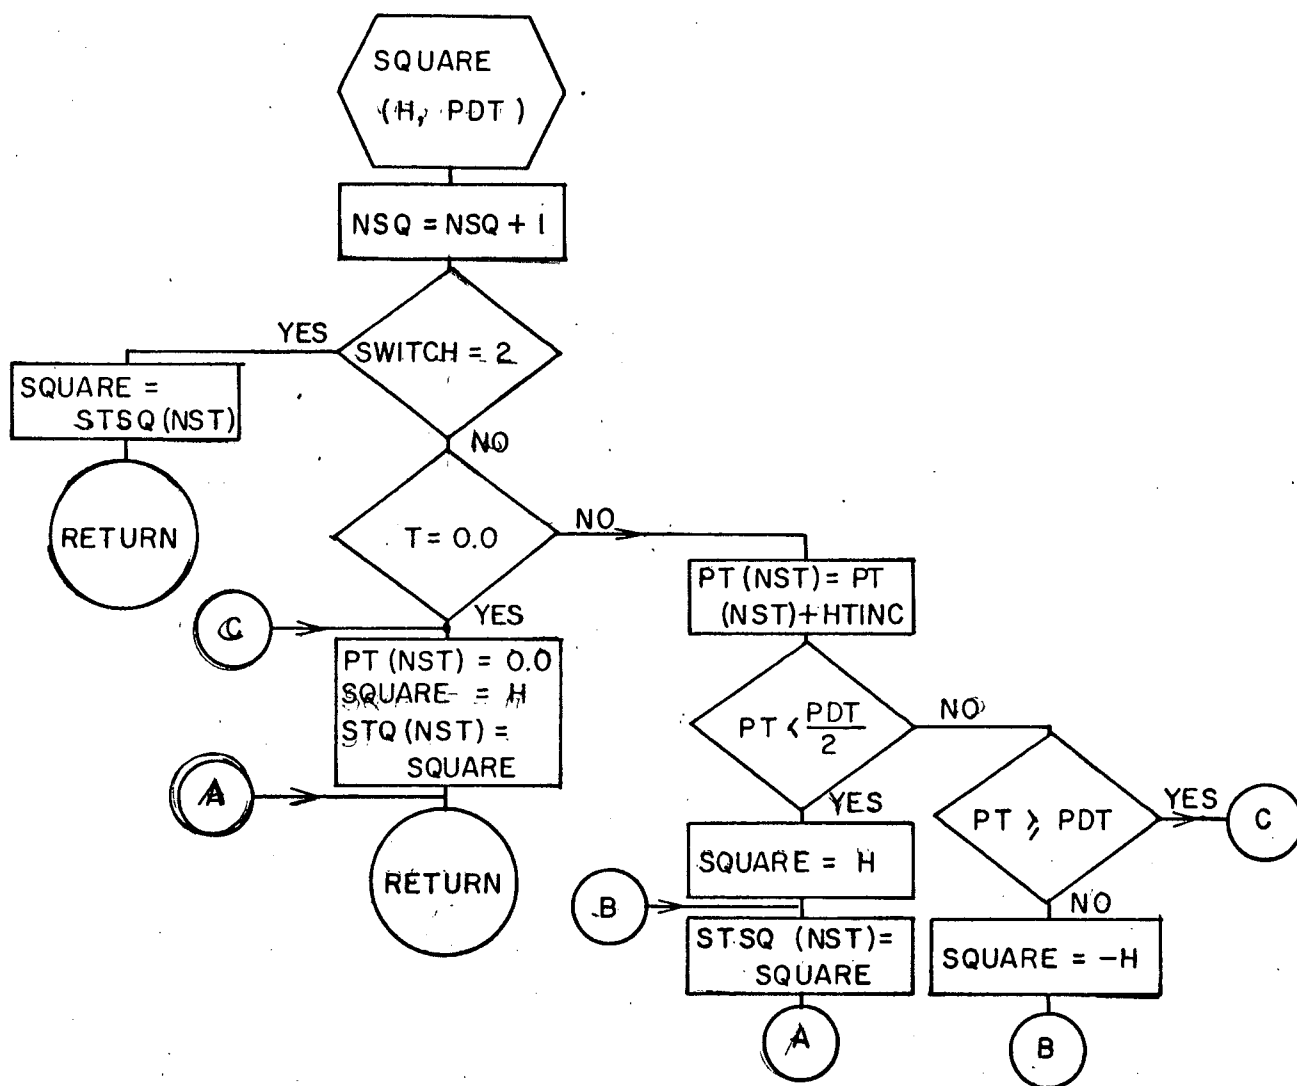 SQUARE
(H, PDT)
NSQ = NSQ + 1
YES
SWITCH = 2
SQUARE =
STSQ (NST)
NO
RETURN
T = 0.0
NO
PT (NST) = PT
(NST) + HTINC
C
YES
PT (NST) = 0.0
SQUARE = H
STQ (NST) =
SQUARE
PT < PDT/2
NO
A
YES
PT ≥ PDT
YES
C
RETURN
SQUARE = H
B
NO
STSQ (NST) =
SQUARE
SQUARE = -H
A
B